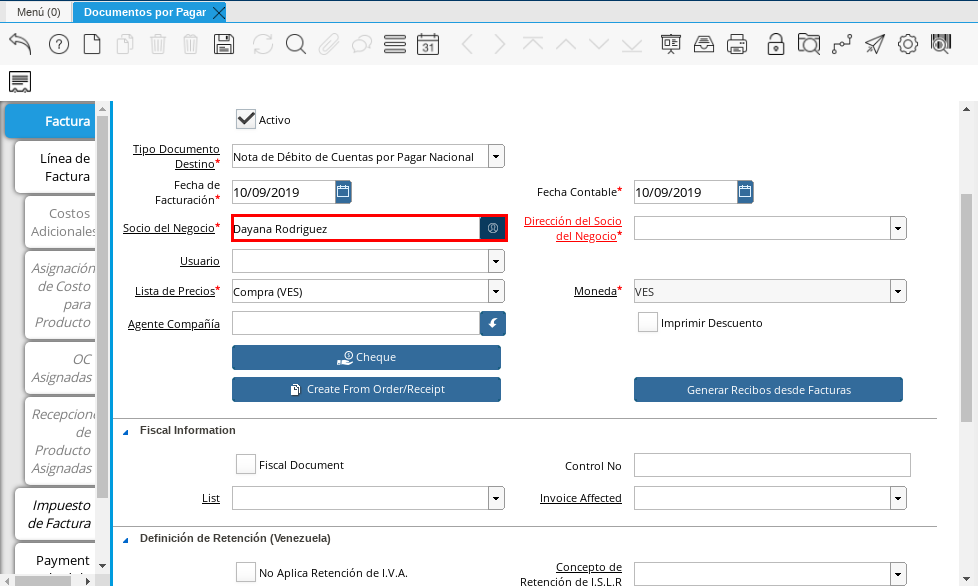 Menú (0)
Documentos por Pagar
31
Factura
Línea de
Factura
Costos
Adicionales
Asignación
de Costo
para
Producto
OC
Asignadas
Recepcione
de
Producto
Asignadas
Impuesto
de Factura
Payment
Activo
Tipo Documento
Destino*
Nota de Débito de Cuentas por Pagar Nacional
Fecha de
Facturación*
10/09/2019
Fecha Contable*
10/09/2019
Socio del Negocio*
Dayana Rodriguez
Dirección del Socio
del Negocio*
Usuario
Lista de Precios*
Compra (VES)
Moneda*
VES
Agente Compañía
Imprimir Descuento
Cheque
Create From Order/Receipt
Generar Recibos desde Facturas
Fiscal Information
Fiscal Document
Control No
List
Invoice Affected
Definición de Retención (Venezuela)
No Aplica Retención de I.V.A.
Concepto de
Retención de I.S.L.R